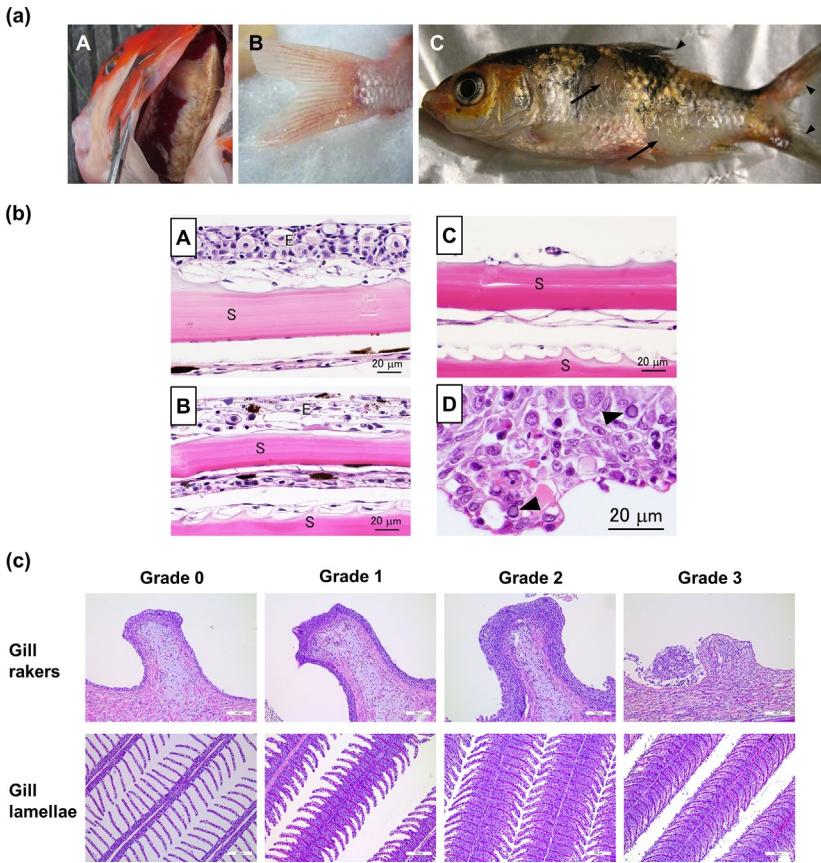 (a)
A
B
C
(b)
A
E
S
20 μm
C
S
S
20 μm
B
E
S
S
20 μm
D
20 μm
(c)
Grade 0
Grade 1
Grade 2
Grade 3
Gill
rakers
Gill
lamellae